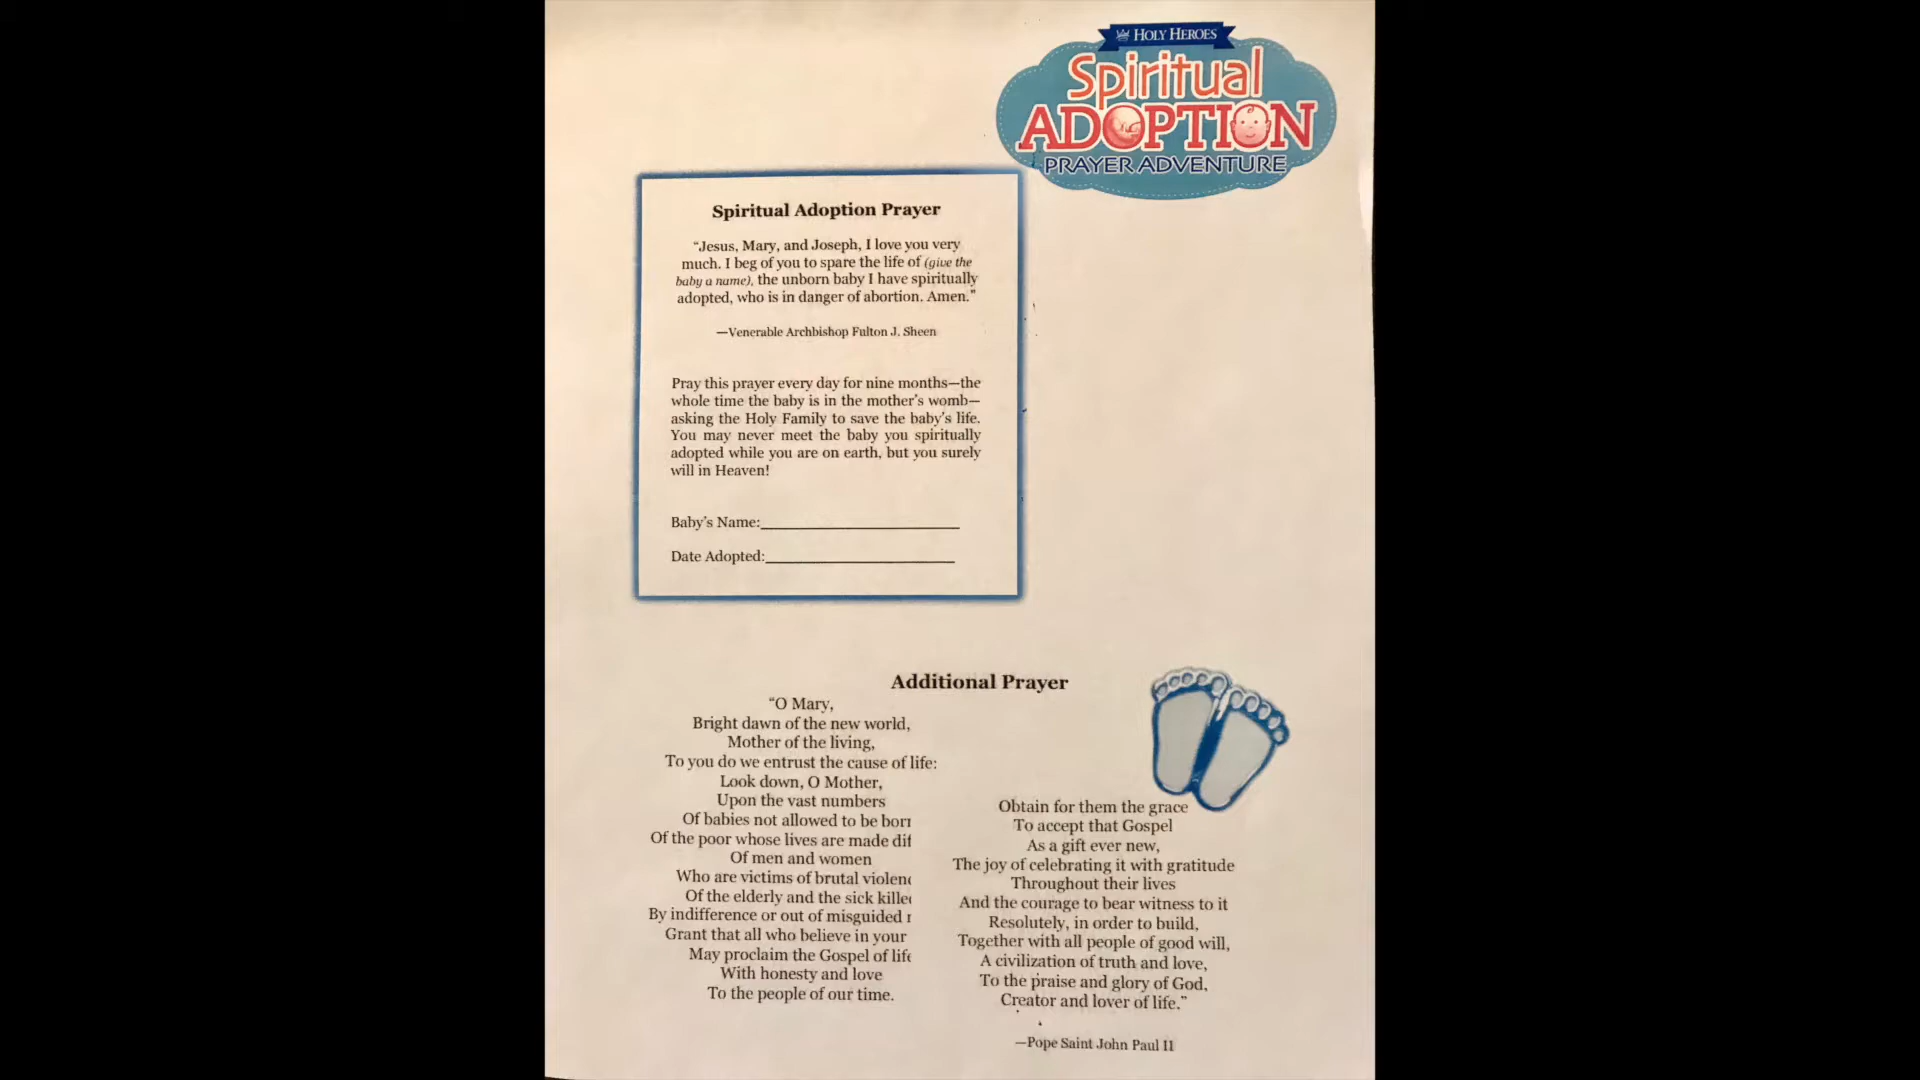 HOLY HEROES
Spiritual
ADOPTION
PRAYER ADVENTURE
Spiritual Adoption Prayer
“Jesus, Mary, and Joseph, I love you very
much. I beg of you to spare the life of (give the
baby a name), the unborn baby I have spiritually
adopted, who is in danger of abortion. Amen.”
—Venerable Archbishop Fulton J. Sheen
Pray this prayer every day for nine months—the
whole time the baby is in the mother’s womb—
asking the Holy Family to save the baby’s life.
You may never meet the baby you spiritually
adopted while you are on earth, but you surely
will in Heaven!
Baby’s Name:
Date Adopted:
Additional Prayer
“O Mary,
Bright dawn of the new world,
Mother of the living,
To you do we entrust the cause of life:
Look down, O Mother,
Upon the vast numbers
Of babies not allowed to be
Of the poor whose lives are made
Of men and women
Who are victims of brutal
Of the elderly and the sick
By indifference or out of misguided
Grant that all who believe in your
May proclaim the Gospel of
With honesty and love
To the people of our time.
Obtain for them the grace
To accept that Gospel
As a gift ever new,
The joy of celebrating it with gratitude
Throughout their lives
And the courage to bear witness to it
Resolutely, in order to build,
Together with all people of good will,
A civilization of truth and love,
To the praise and glory of God,
Creator and lover of life.”
—Pope Saint John Paul II